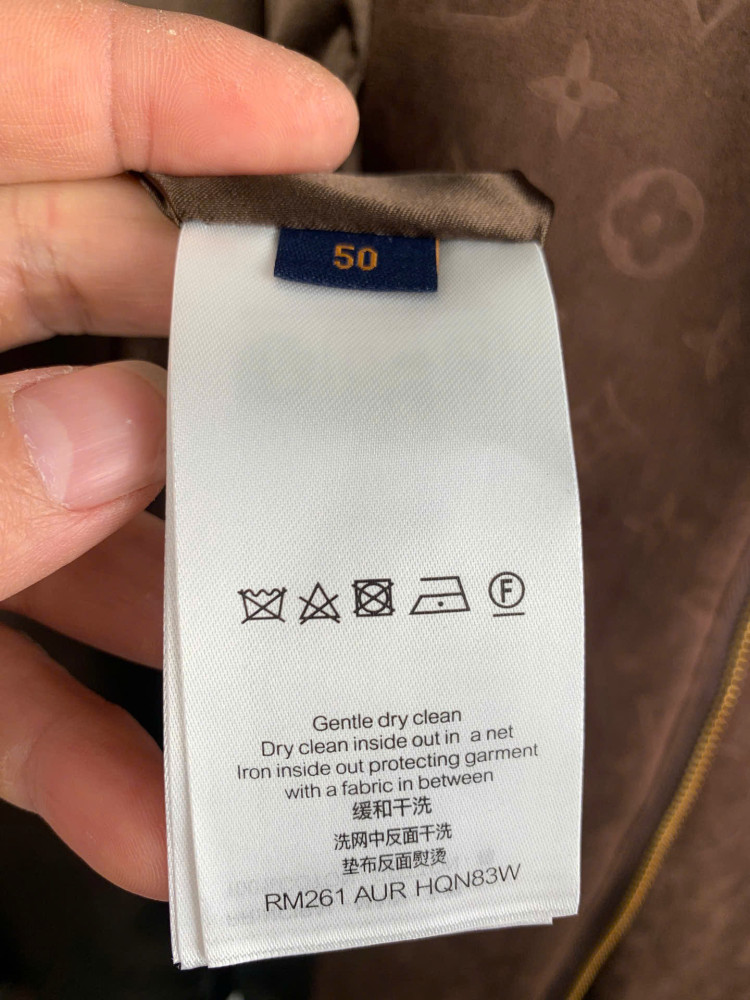 50
F
Gentle dry clean
Dry clean inside out in a net
Iron inside out protecting garment
with a fabric in between
缓和干洗
洗网中反面干洗
垫布反面熨烫
RM261 AUR HQN83W